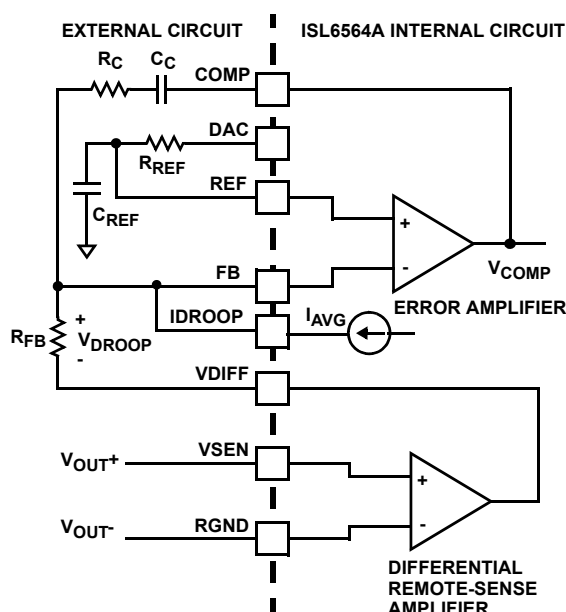 EXTERNAL CIRCUIT
ISL6564A INTERNAL CIRCUIT
RC
CC
COMP
DAC
RREF
REF
CREF
+
-
VCOMP
FB
ERROR AMPLIFIER
IDROOP
IAVG
+
RFB
VDROOP
-
VDIFF
VSEN
VOUT+
+
RGND
VOUT-
-
DIFFERENTIAL
REMOTE-SENSE
AMPLIFIER